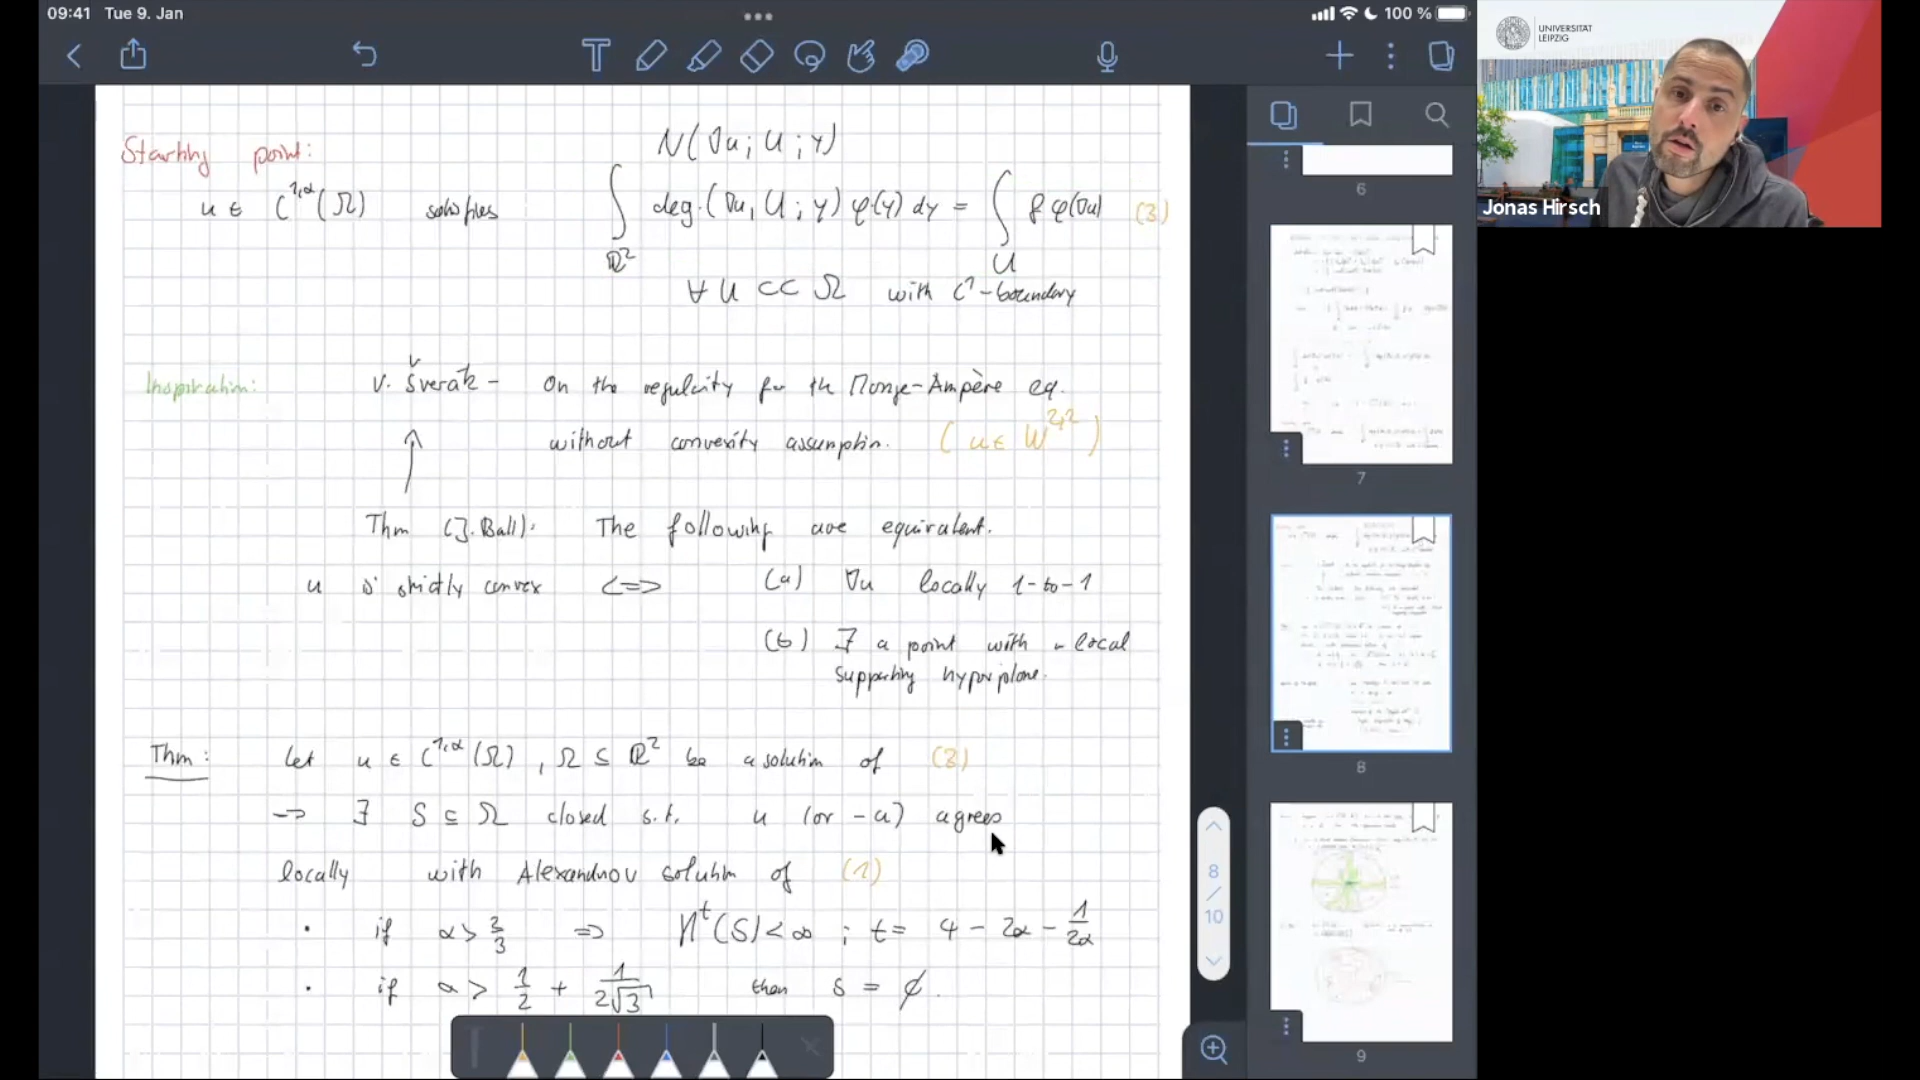 09:41 Tue 9. Jan
100 %
UNIVERSITÄT
LEIPZIG
Jonas Hirsch
Starting point:
N(∇u; U; y)
u ∈ C^{1,α}(Ω) satisfies ∫_{ℝ²} deg.(∇u, U; y) φ(y) dy = ∫_U f φ(∇u) (3)
∀ U ⊂⊂ Ω with C¹-boundary
Inspiration: V. Šverák - On the regularity for the Monge-Ampère eq.
without convexity assumption. (u ∈ W^{2,2})
Thm (J. Ball): The following are equivalent.
u is strictly convex <=> (a) ∇u locally 1-to-1
(b) ∃ a point with a local
supporting hyperplane.
Thm: Let u ∈ C^{1,α}(Ω), Ω ⊆ ℝ² be a solution of (3)
=> ∃ S ⊆ Ω closed s.t. u (or -u) agrees
locally with Alexandrov solution of (1)
· if α > 2/3 => H^t(S) < ∞ ; t = 4 - 2α - 1/2α
· if α > 1/2 + 1/2√3 then S = ∅.
6
7
8
9
8
/
10